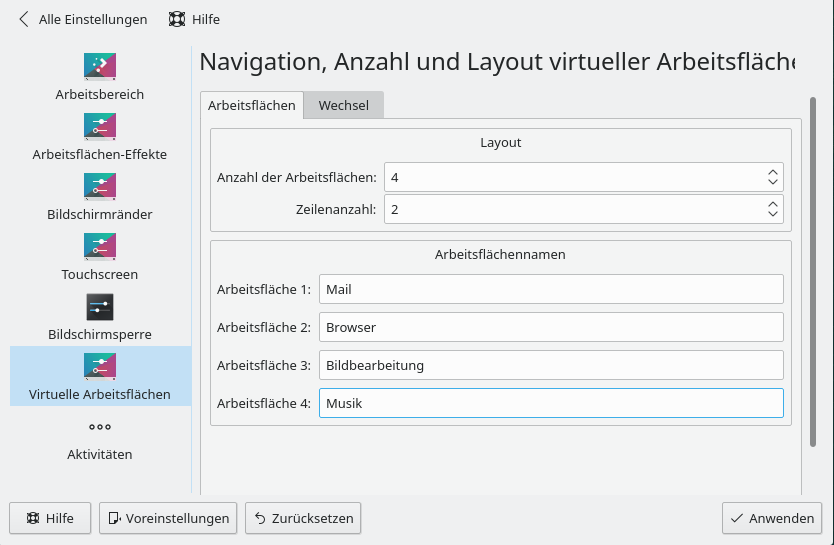 Alle Einstellungen
Hilfe
Arbeitsbereich
Arbeitsflächen-Effekte
Bildschirmränder
Touchscreen
Bildschirmsperre
Virtuelle Arbeitsflächen
Aktivitäten
Navigation, Anzahl und Layout virtueller Arbeitsfläche
Arbeitsflächen
Wechsel
Layout
Anzahl der Arbeitsflächen: 4
Zeilenanzahl: 2
Arbeitsflächennamen
Arbeitsfläche 1: Mail
Arbeitsfläche 2: Browser
Arbeitsfläche 3: Bildbearbeitung
Arbeitsfläche 4: Musik
Hilfe
Voreinstellungen
Zurücksetzen
Anwenden